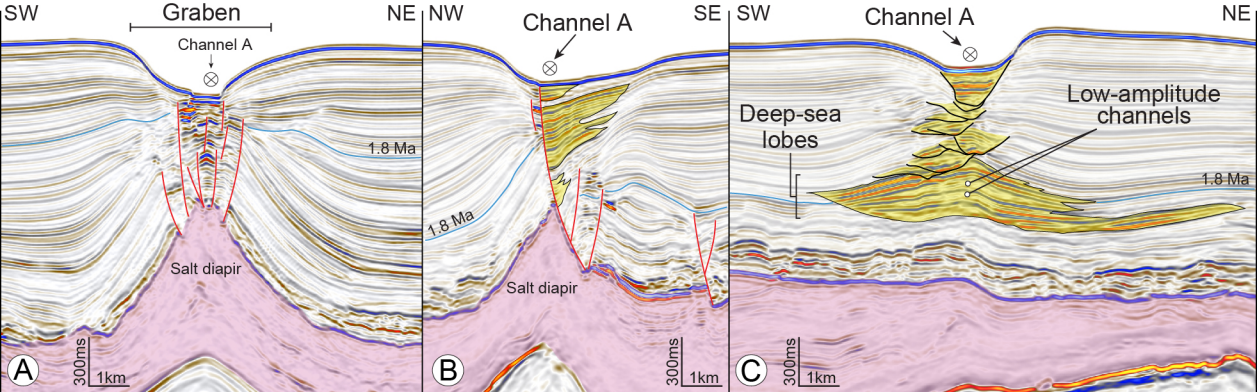 SW
Graben
NE
Channel A
1.8 Ma
Salt diapir
A
300ms
1km
NW
SE
Channel A
1.8 Ma
Salt diapir
B
300ms
1km
SW
Channel A
NE
Deep-sea
lobes
Low-amplitude
channels
1.8 Ma
C
300ms
1km